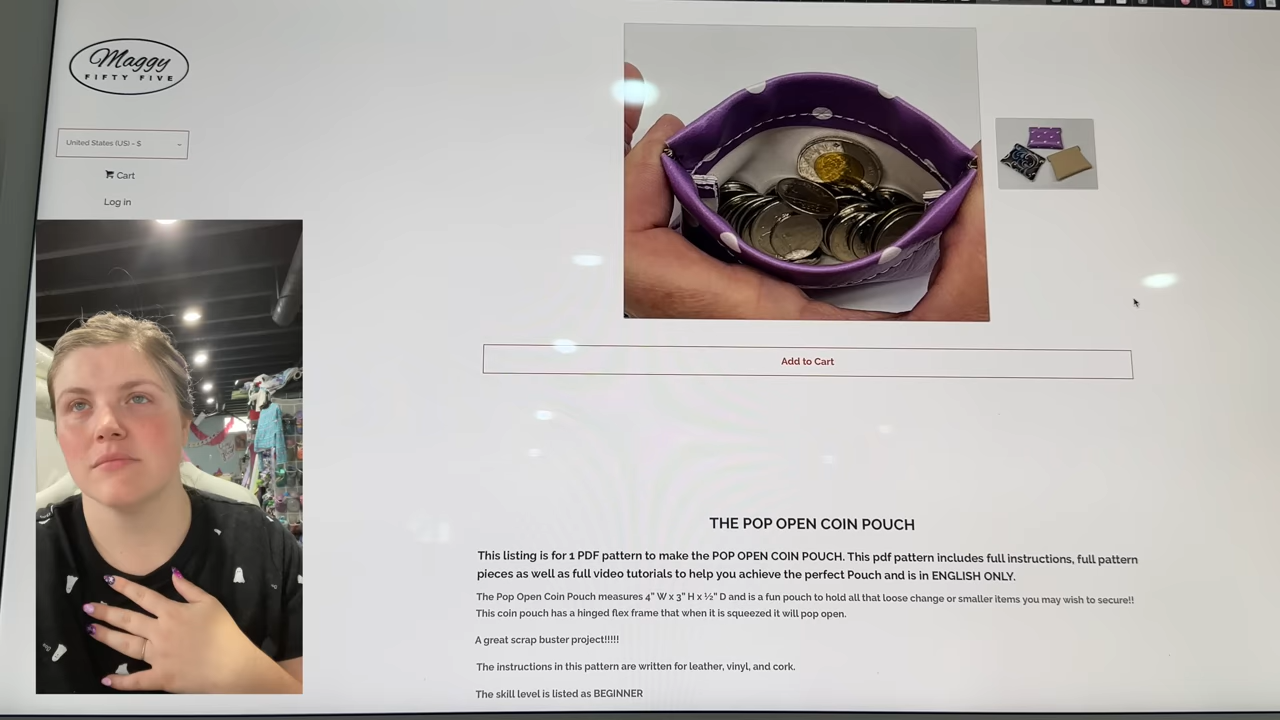 Maggy
FIFTY FIVE
United States (US) - $
Cart
Log in
Add to Cart
THE POP OPEN COIN POUCH
This listing is for 1 PDF pattern to make the POP OPEN COIN POUCH. This pdf pattern includes full instructions, full pattern
pieces as well as full video tutorials to help you achieve the perfect Pouch and is in ENGLISH ONLY.
The Pop Open Coin Pouch measures 4" W x 3" H x ½" D and is a fun pouch to hold all that loose change or smaller items you may wish to secure!!
This coin pouch has a hinged flex frame that when it is squeezed it will pop open.
A great scrap buster project!!!!!
The instructions in this pattern are written for leather, vinyl, and cork.
The skill level is listed as BEGINNER